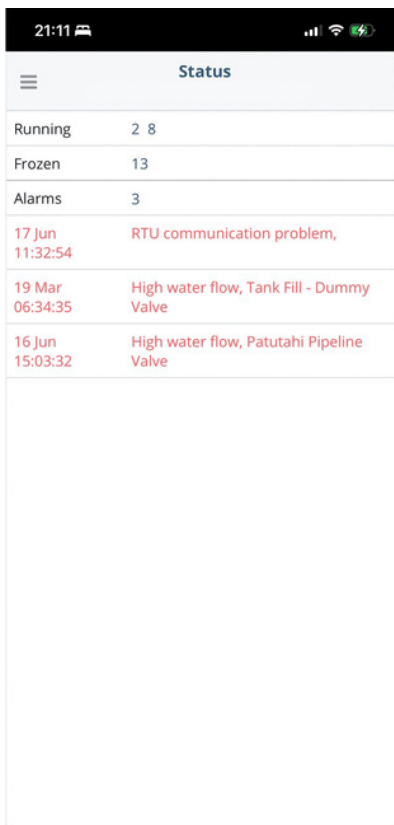 21:11
Status
Running 2 8
Frozen 13
Alarms 3
17 Jun RTU communication problem,
11:32:54
19 Mar High water flow, Tank Fill - Dummy
06:34:35 Valve
16 Jun High water flow, Patutahi Pipeline
15:03:32 Valve